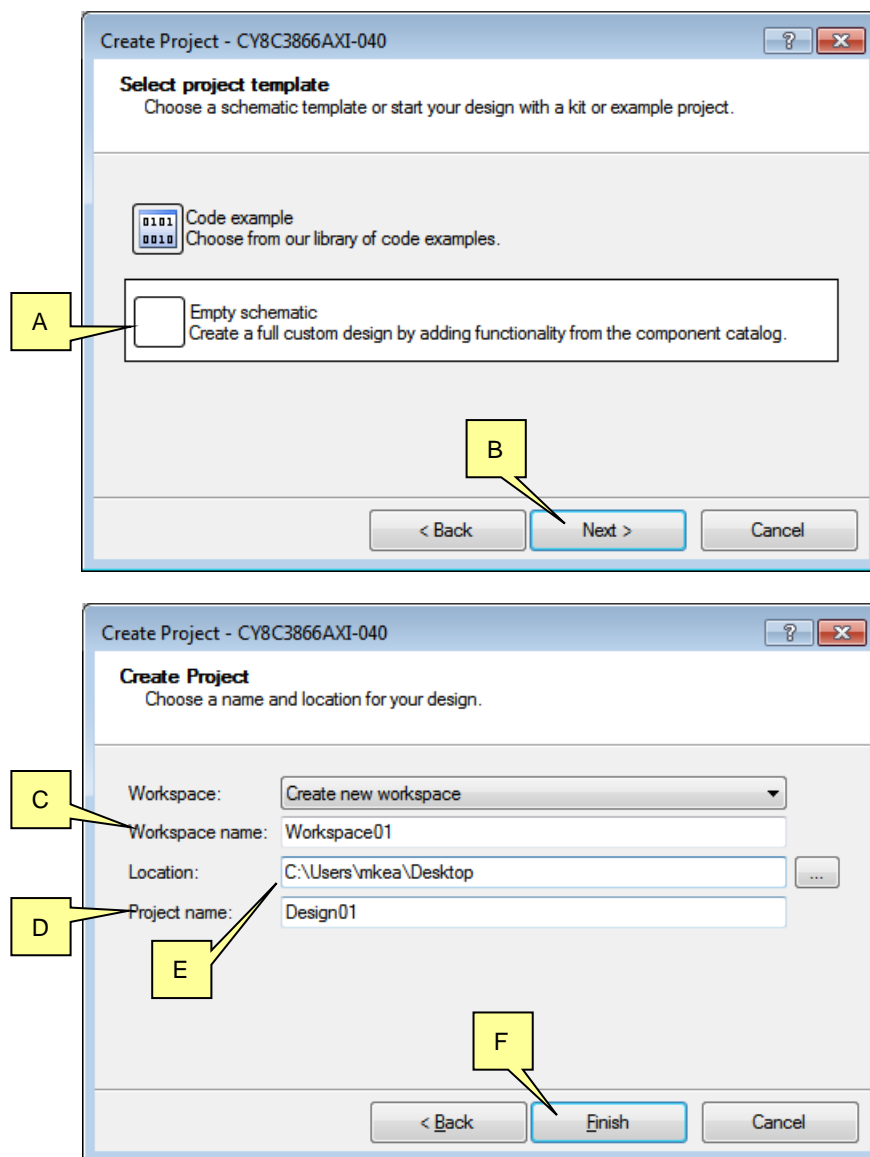 Create Project - CY8C3866AXI-040
Select project template
Choose a schematic template or start your design with a kit or example project.
0101
0010
Code example
Choose from our library of code examples.
A
Empty schematic
Create a full custom design by adding functionality from the component catalog.
B
< Back
Next >
Cancel
Create Project - CY8C3866AXI-040
Create Project
Choose a name and location for your design.
Workspace: Create new workspace
C
Workspace name: Workspace01
Location: C:\Users\mkea\Desktop ...
Project name: Design01
D
E
F
< Back
Finish
Cancel